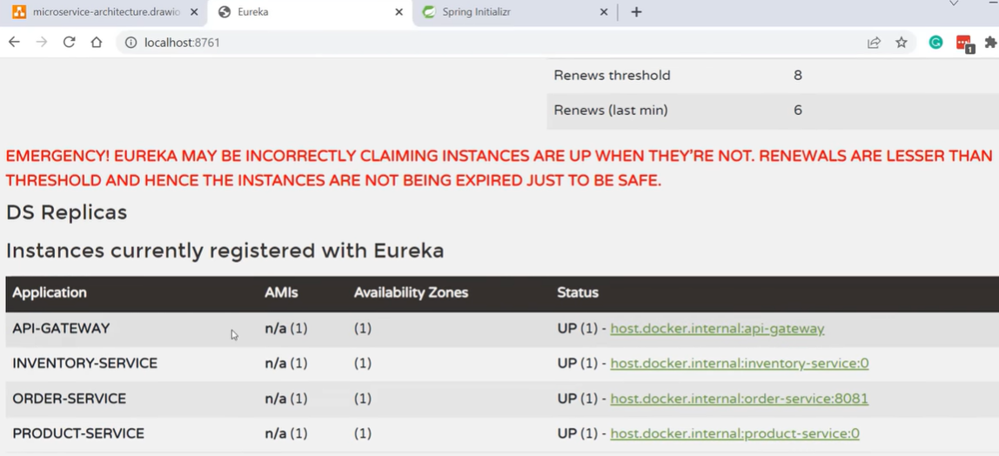 microservice-architecture.drawio
Eureka
Spring Initializr
localhost:8761
1
Renews threshold 8
Renews (last min) 6
EMERGENCY! EUREKA MAY BE INCORRECTLY CLAIMING INSTANCES ARE UP WHEN THEY'RE NOT. RENEWALS ARE LESSER THAN
THRESHOLD AND HENCE THE INSTANCES ARE NOT BEING EXPIRED JUST TO BE SAFE.
DS Replicas
Instances currently registered with Eureka
Application AMIs Availability Zones Status
API-GATEWAY n/a (1) (1) UP (1) - host.docker.internal:api-gateway
INVENTORY-SERVICE n/a (1) (1) UP (1) - host.docker.internal:inventory-service:0
ORDER-SERVICE n/a (1) (1) UP (1) - host.docker.internal:order-service:8081
PRODUCT-SERVICE n/a (1) (1) UP (1) - host.docker.internal:product-service:0